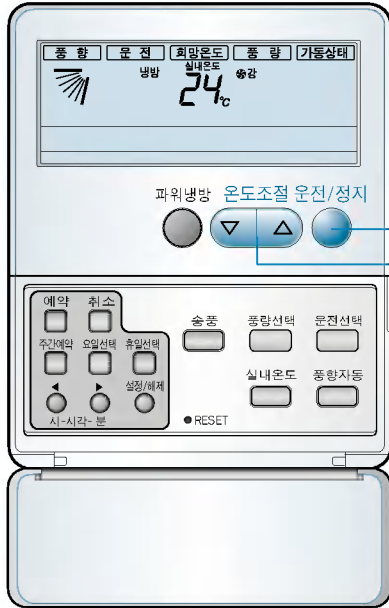 풍 향 운 전 희망온도 풍 량 가동상태
냉방 실내온도 강
24℃
파워냉방 온도조절 운전/정지
▽ △
예약 취소
송풍 풍량선택 운전선택
주간예약 요일선택 휴일선택
실내온도 풍향자동
◀ ▶ 설정/해제
시-시각- 분
RESET